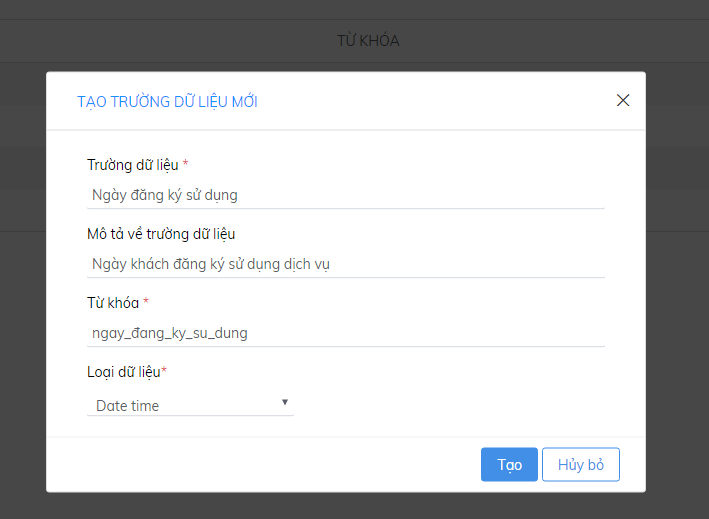 TỪ KHÓA
TẠO TRƯỜNG DỮ LIỆU MỚI
Trường dữ liệu *
Ngày đăng ký sử dụng
Mô tả về trường dữ liệu
Ngày khách đăng ký sử dụng dịch vụ
Từ khóa *
ngay_đang_ky_su_dung
Loại dữ liệu*
Date time
Tạo Hủy bỏ